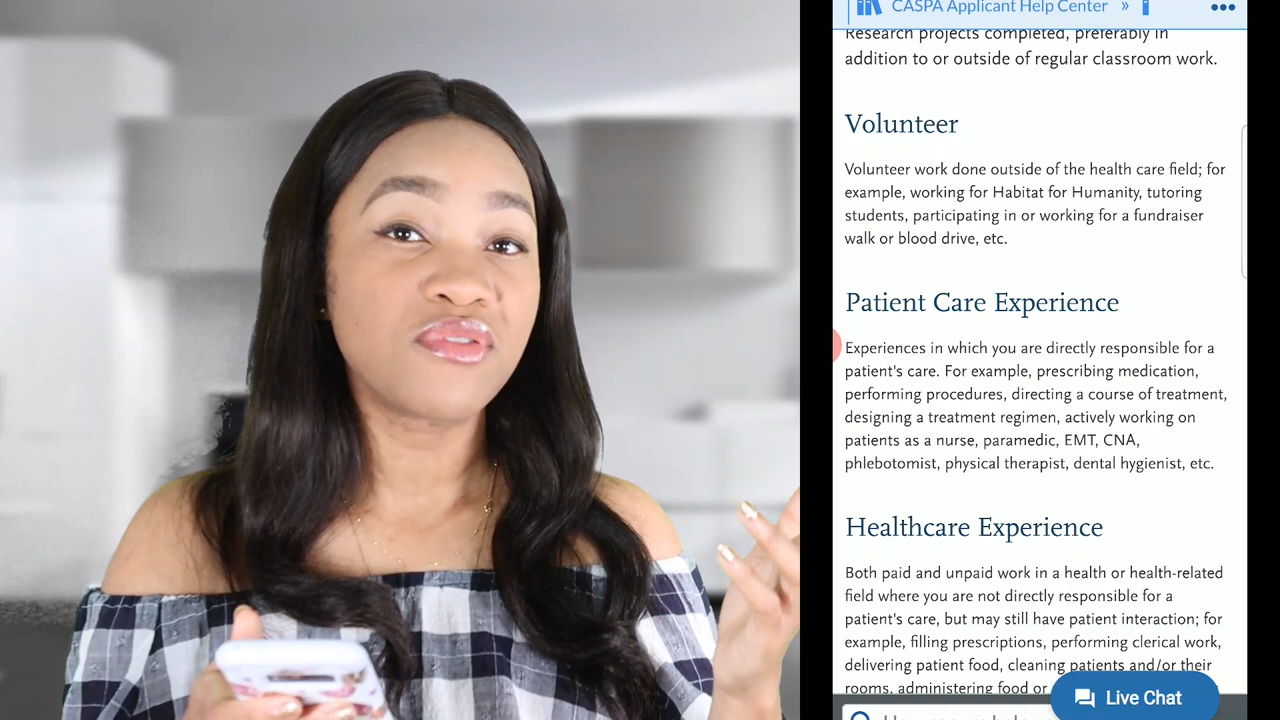 CASPA Applicant Help Center »
Research projects completed, preferably in
addition to or outside of regular classroom work.
Volunteer
Volunteer work done outside of the health care field; for
example, working for Habitat for Humanity, tutoring
students, participating in or working for a fundraiser
walk or blood drive, etc.
Patient Care Experience
Experiences in which you are directly responsible for a
patient's care. For example, prescribing medication,
performing procedures, directing a course of treatment,
designing a treatment regimen, actively working on
patients as a nurse, paramedic, EMT, CNA,
phlebotomist, physical therapist, dental hygienist, etc.
Healthcare Experience
Both paid and unpaid work in a health or health-related
field where you are not directly responsible for a
patient's care, but may still have patient interaction; for
example, filling prescriptions, performing clerical work,
delivering patient food, cleaning patients and/or their
rooms, administering food or
Live Chat